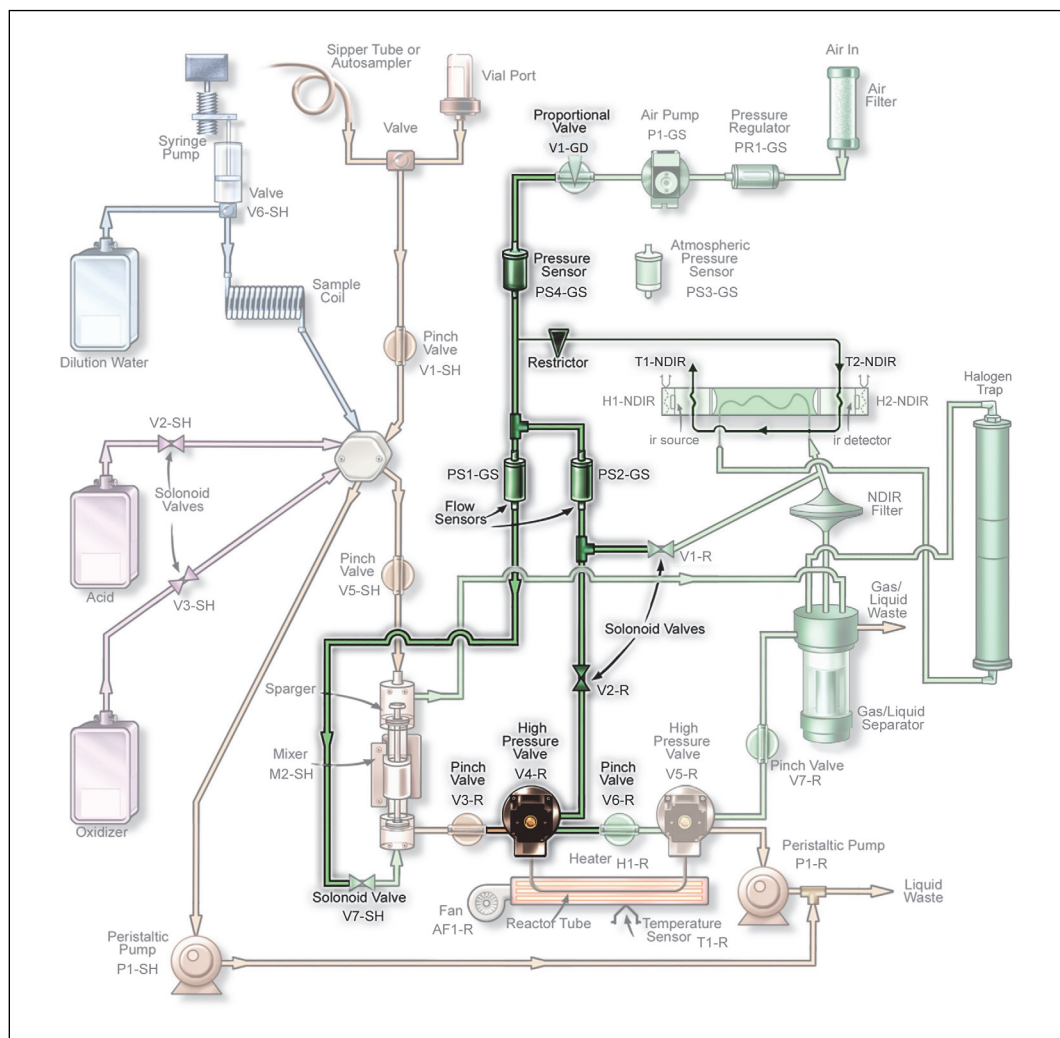 Sipper Tube or
Autosampler
Vial Port
Valve
Syringe
Pump
Valve
V6-SH
Dilution Water
Sample
Coil
Pinch
Valve
V1-SH
Proportional
Valve
V1-GD
Air Pump
P1-GS
Pressure
Regulator
PR1-GS
Air In
Air
Filter
Pressure
Sensor
PS4-GS
Atmospheric
Pressure
Sensor
PS3-GS
Restrictor
T1-NDIR
T2-NDIR
H1-NDIR
H2-NDIR
ir source
ir detector
Halogen
Trap
V2-SH
Solonoid
Valves
Acid
V3-SH
Oxidizer
PS1-GS
PS2-GS
Flow
Sensors
NDIR
Filter
V1-R
Pinch
Valve
V5-SH
Solonoid Valves
V2-R
Gas/
Liquid
Waste
Gas/Liquid
Separator
Sparger
Mixer
M2-SH
Pinch
Valve
V3-R
High
Pressure
Valve
V4-R
Pinch
Valve
V6-R
High
Pressure
Valve
V5-R
Pinch Valve
V7-R
Heater
H1-R
Solonoid Valve
V7-SH
Fan
AF1-R
Reactor Tube
Temperature
Sensor
T1-R
Peristaltic Pump
P1-R
Liquid
Waste
Peristaltic
Pump
P1-SH